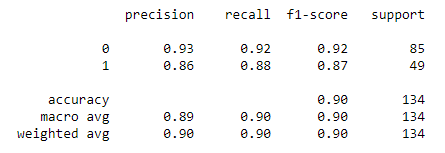 precision recall f1-score support
0 0.93 0.92 0.92 85
1 0.86 0.88 0.87 49
accuracy 0.90 134
macro avg 0.89 0.90 0.90 134
weighted avg 0.90 0.90 0.90 134